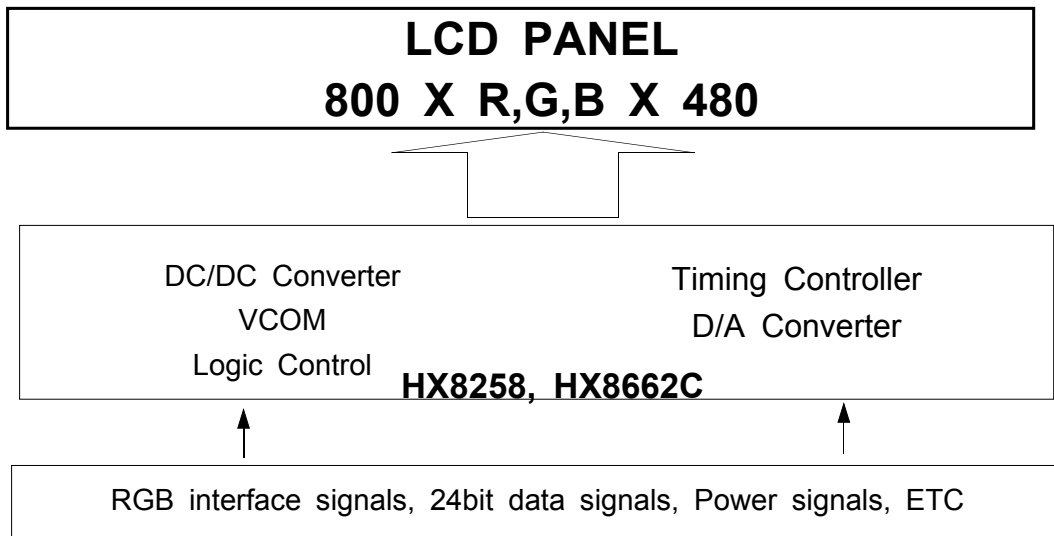 LCD PANEL
800 X R,G,B X 480
DC/DC Converter
VCOM
Logic Control
Timing Controller
D/A Converter
HX8258, HX8662C
RGB interface signals, 24bit data signals, Power signals, ETC